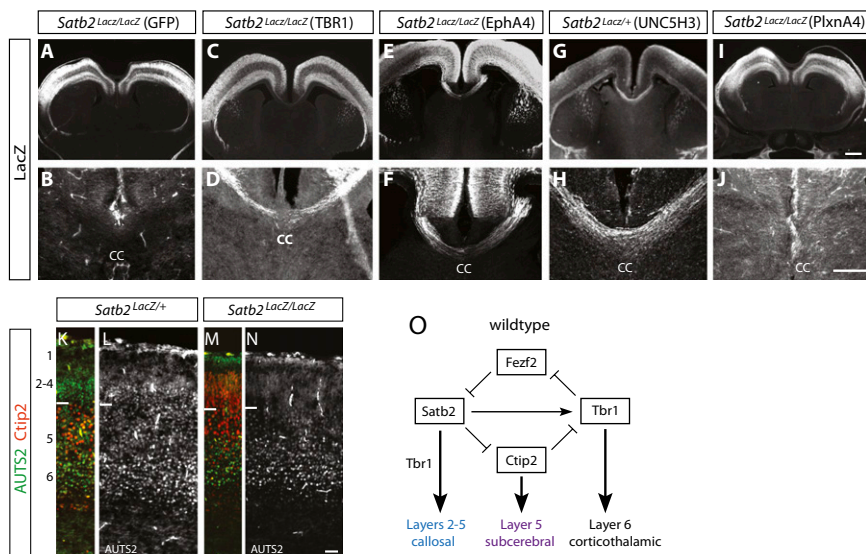 Satb2 Lacz/LacZ (GFP)
Satb2 LacZ/LacZ (TBR1)
Satb2 LacZ/LacZ (EphA4)
Satb2 LacZ/+ (UNC5H3)
Satb2 LacZ/LacZ (PlxnA4)
LacZ
A
C
E
G
I
B
CC
D
CC
F
CC
H
CC
J
CC
Satb2 LacZ/+
Satb2 LacZ/LacZ
AUTS2 Ctip2
K
L
M
N
1
2-4
5
6
AUTS2
AUTS2
O
wildtype
Fezf2
Satb2
Tbr1
Ctip2
Tbr1
Layers 2-5
callosal
Layer 5
subcerebral
Layer 6
corticothalamic